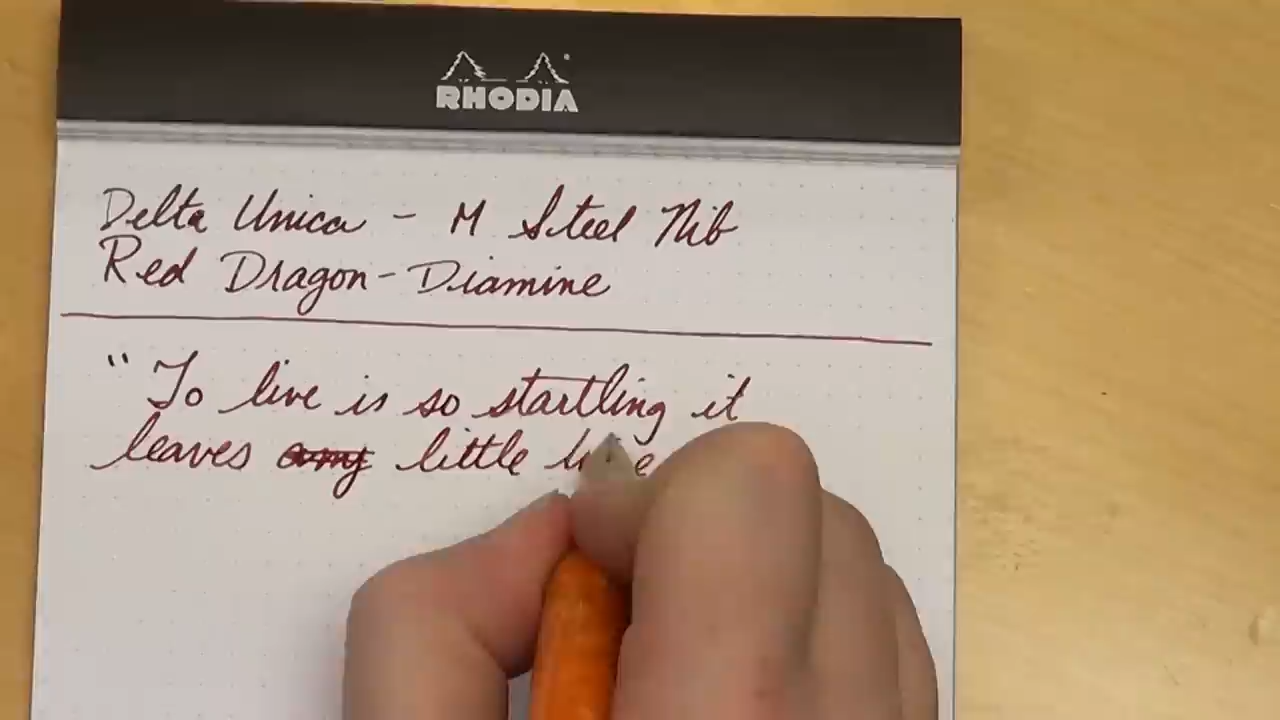 RHODIA
Delta Unica - M Steel Nib
Red Dragon - Diamine
"To live is so startling it
leaves little